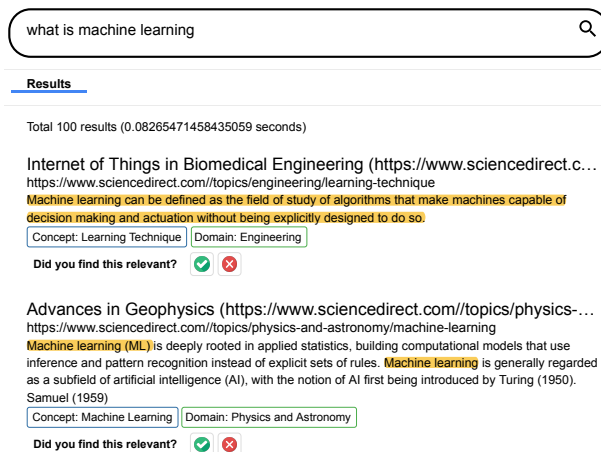 what is machine learning
Results
Total 100 results (0.08265471458435059 seconds)
Internet of Things in Biomedical Engineering (https://www.sciencedirect.c…
https://www.sciencedirect.com//topics/engineering/learning-technique
Machine learning can be defined as the field of study of algorithms that make machines capable of
decision making and actuation without being explicitly designed to do so.
Concept: Learning Technique Domain: Engineering
Did you find this relevant?
Advances in Geophysics (https://www.sciencedirect.com//topics/physics-…
https://www.sciencedirect.com//topics/physics-and-astronomy/machine-learning
Machine learning (ML) is deeply rooted in applied statistics, building computational models that use
inference and pattern recognition instead of explicit sets of rules. Machine learning is generally regarded
as a subfield of artificial intelligence (AI), with the notion of AI first being introduced by Turing (1950).
Samuel (1959)
Concept: Machine Learning Domain: Physics and Astronomy
Did you find this relevant?